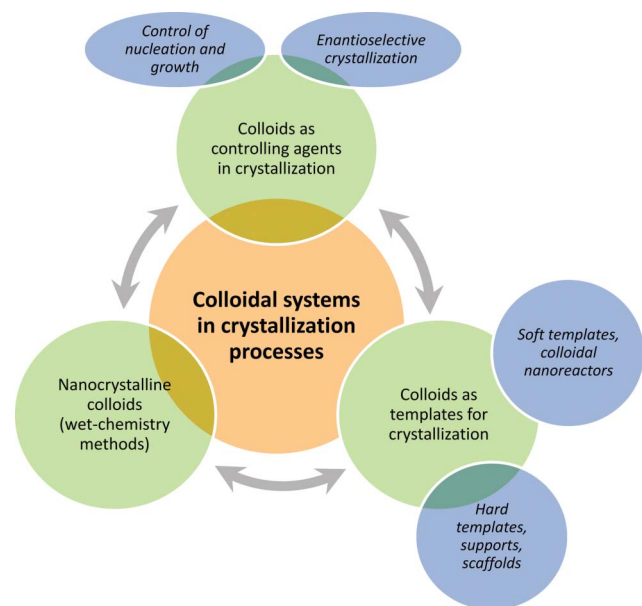 Control of
nucleation and
growth
Enantioselective
crystallization
Colloids as
controlling agents
in crystallization
Colloidal systems
in crystallization
processes
Soft templates,
colloidal
nanoreactors
Nanocrystalline
colloids
(wet-chemistry
methods)
Colloids as
templates for
crystallization
Hard
templates,
supports,
scaffolds